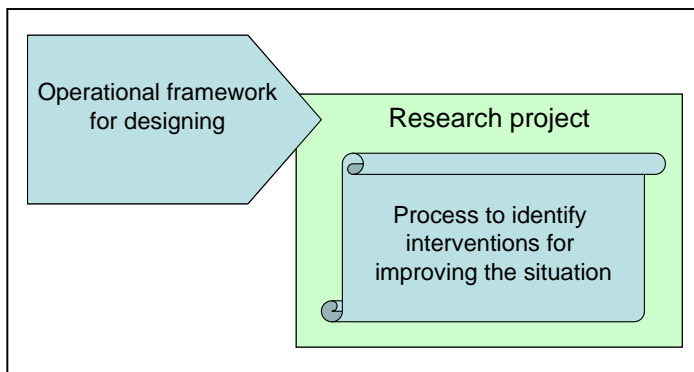 Operational framework
for designing
Research project
Process to identify
interventions for
improving the situation